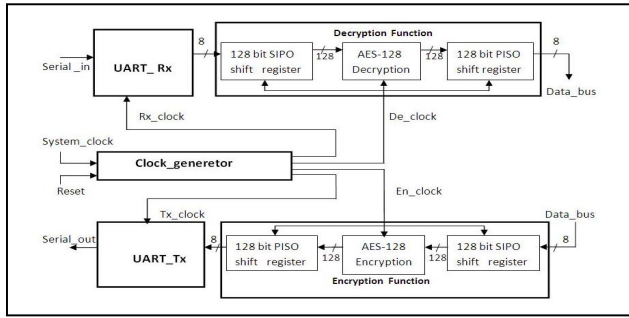 Decryption Function
Serial _in
8
UART_ Rx
8
128 bit SIPO
shift register
128
AES-128
Decryption
128
128 bit PISO
shift register
8
Data_bus
Rx_clock
De_clock
System_clock
Clock_generetor
Reset
En_clock
Tx_clock
Data_bus
Serial_out
UART_Tx
8
128 bit PISO
shift register
128
AES-128
Encryption
128
128 bit SIPO
shift register
8
Encryption Function